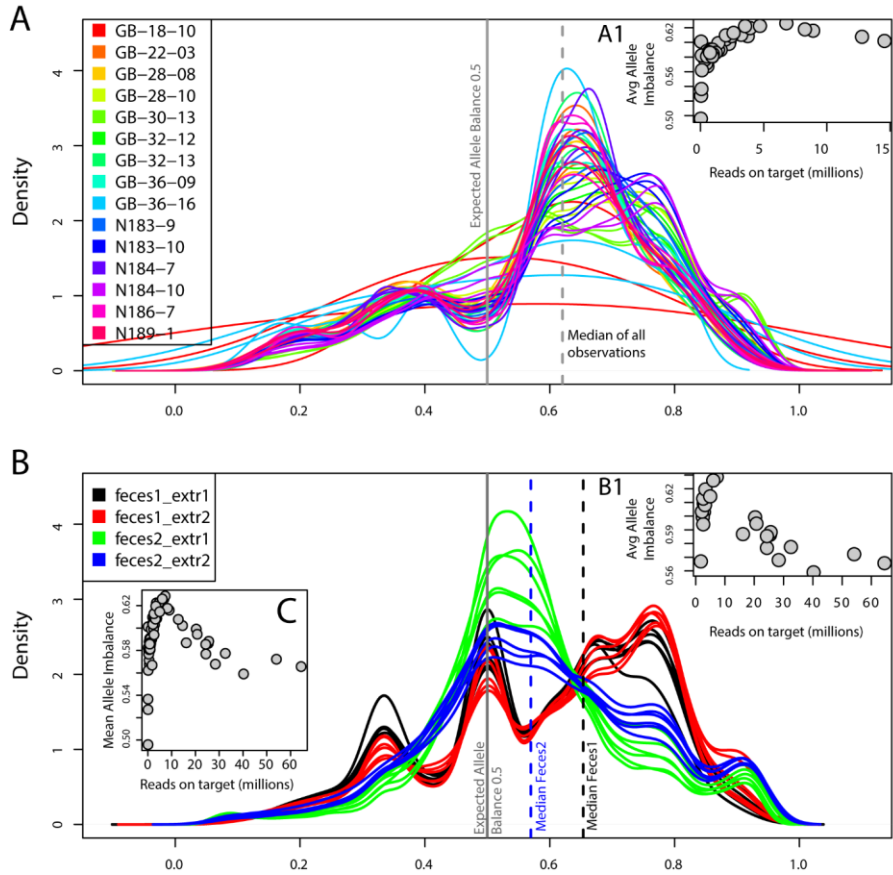 A
GB-18-10
GB-22-03
GB-28-08
GB-28-10
GB-30-13
GB-32-12
GB-32-13
GB-36-09
GB-36-16
N183-9
N183-10
N184-7
N184-10
N186-7
N189-1
Density
0
1
2
3
4
0.0
0.2
0.4
0.6
0.8
1.0
Expected Allele Balance 0.5
Median of all
observations
A1
Avg Allele
Imbalance
0.50
0.56
0.62
0
5
10
15
Reads on target (millions)
B
feces1_extr1
feces1_extr2
feces2_extr1
feces2_extr2
Density
0
1
2
3
4
0.0
0.2
0.4
0.6
0.8
1.0
Expected Allele
Balance 0.5
Median Feces2
Median Feces1
B1
Avg Allele
Imbalance
0.56
0.59
0.62
0
10
20
30
40
50
60
Reads on target (millions)
C
Mean Allele Imbalance
0.50
0.54
0.58
0.62
0
10
20
30
40
50
60
Reads on target (millions)